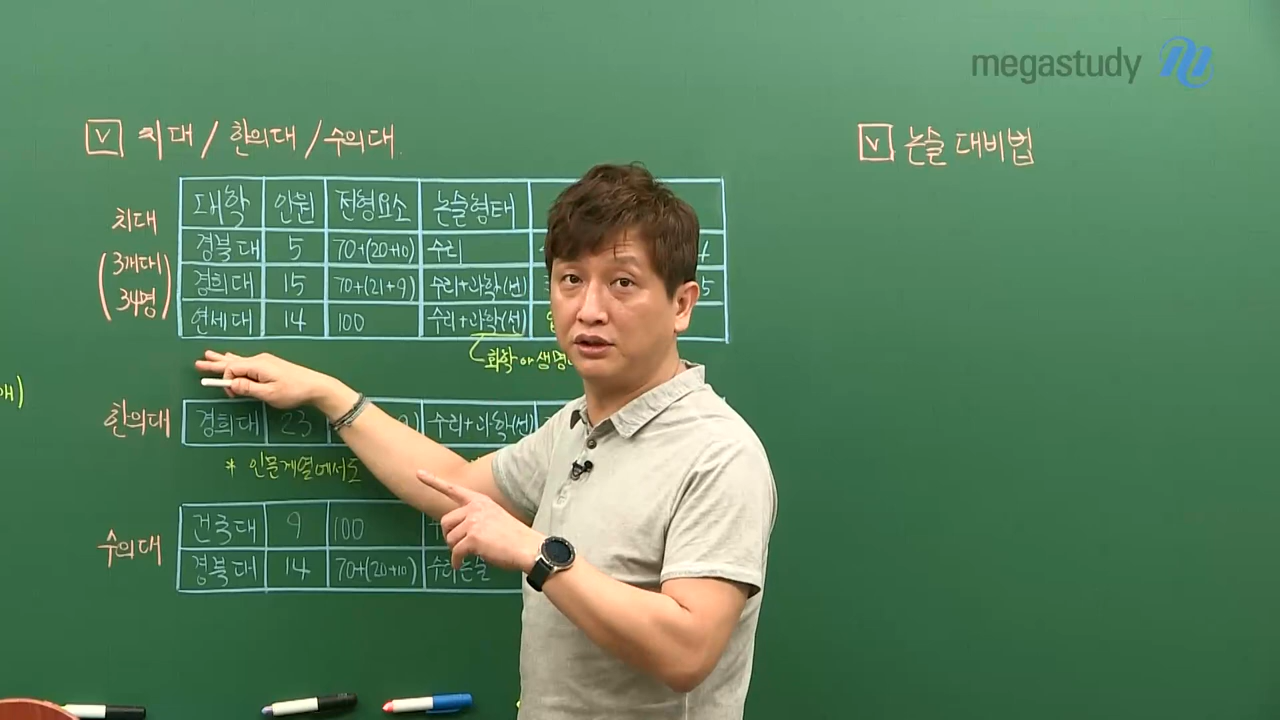 megastudy
V 치대 / 한의대 / 수의대
V 논술 대비법
치대
(3개대
34명)
대학 인원 전형요소 논술형태
경북대 5 70+(20+10) 수리 4
경희대 15 70+(21+9) 수리+과학(선) 5
연세대 14 100 수리+과학(선)
화학 or 생명
한의대
경희대 23 수리+과학(선)
* 인문계열에서도
수의대
건국대 9 100
경북대 14 70+(20+10) 수리논술